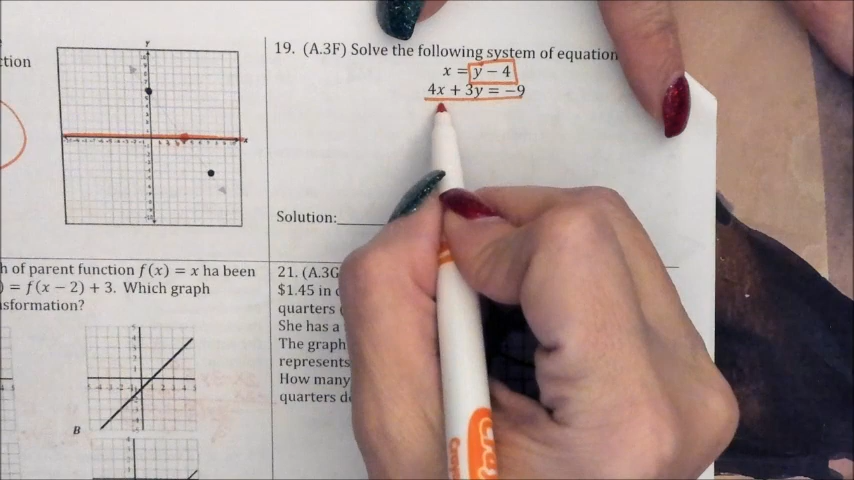 ction
19. (A.3F) Solve the following system of equation
x = y − 4
4x + 3y = −9
Solution:
h of parent function f(x) = x ha been
) = f(x − 2) + 3. Which graph
sformation?
B
21. (A.3G
$1.45 in
quarters
She has a
The graph
represents
How many
quarters d